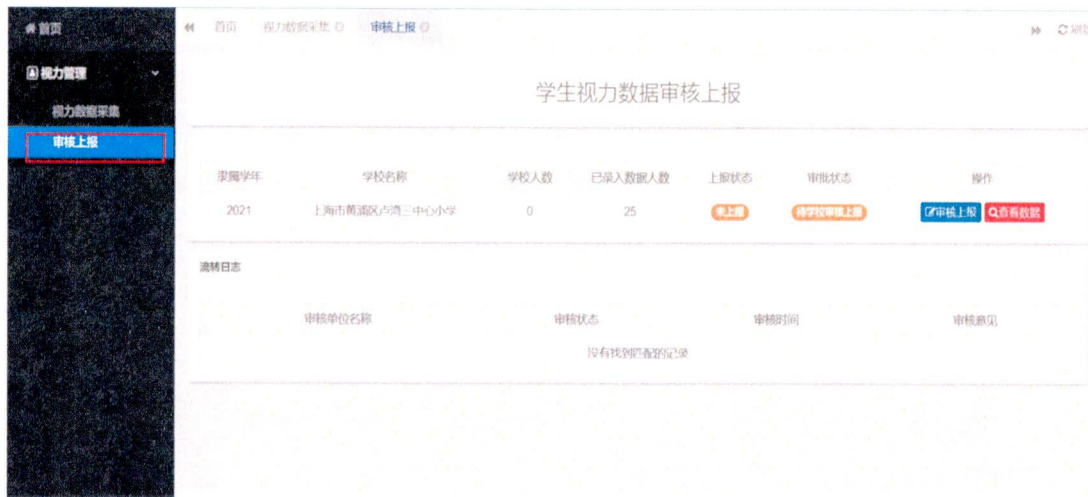 首页
视力管理
视力数据采集
审核上报
首页 视力数据采集 审核上报
学生视力数据审核上报
隶属学年 学校名称 学校人数 已录入数据人数 上报状态 审批状态 操作
2021 上海市黄浦区卢湾三中心小学 0 25 未上报 待学校审核上报 审核上报 查看数据
流转日志
审核单位名称 审核状态 审核时间 审核意见
没有找到匹配的记录